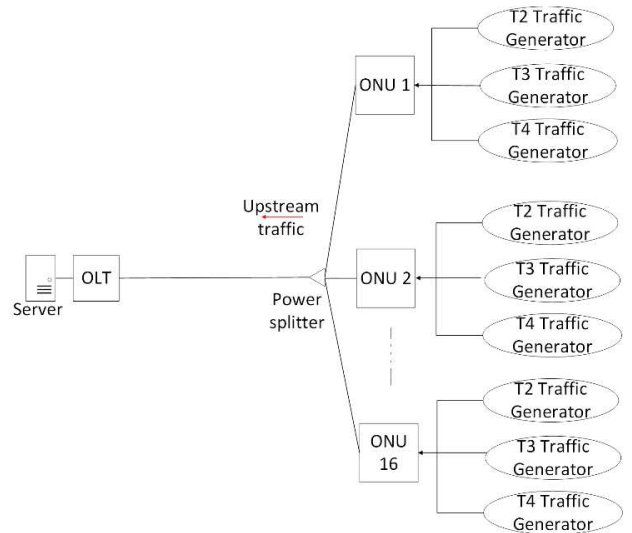 T2 Traffic
Generator
ONU 1
T3 Traffic
Generator
T4 Traffic
Generator
Upstream
traffic
T2 Traffic
Generator
Server
OLT
Power
splitter
ONU 2
T3 Traffic
Generator
T4 Traffic
Generator
T2 Traffic
Generator
ONU
16
T3 Traffic
Generator
T4 Traffic
Generator